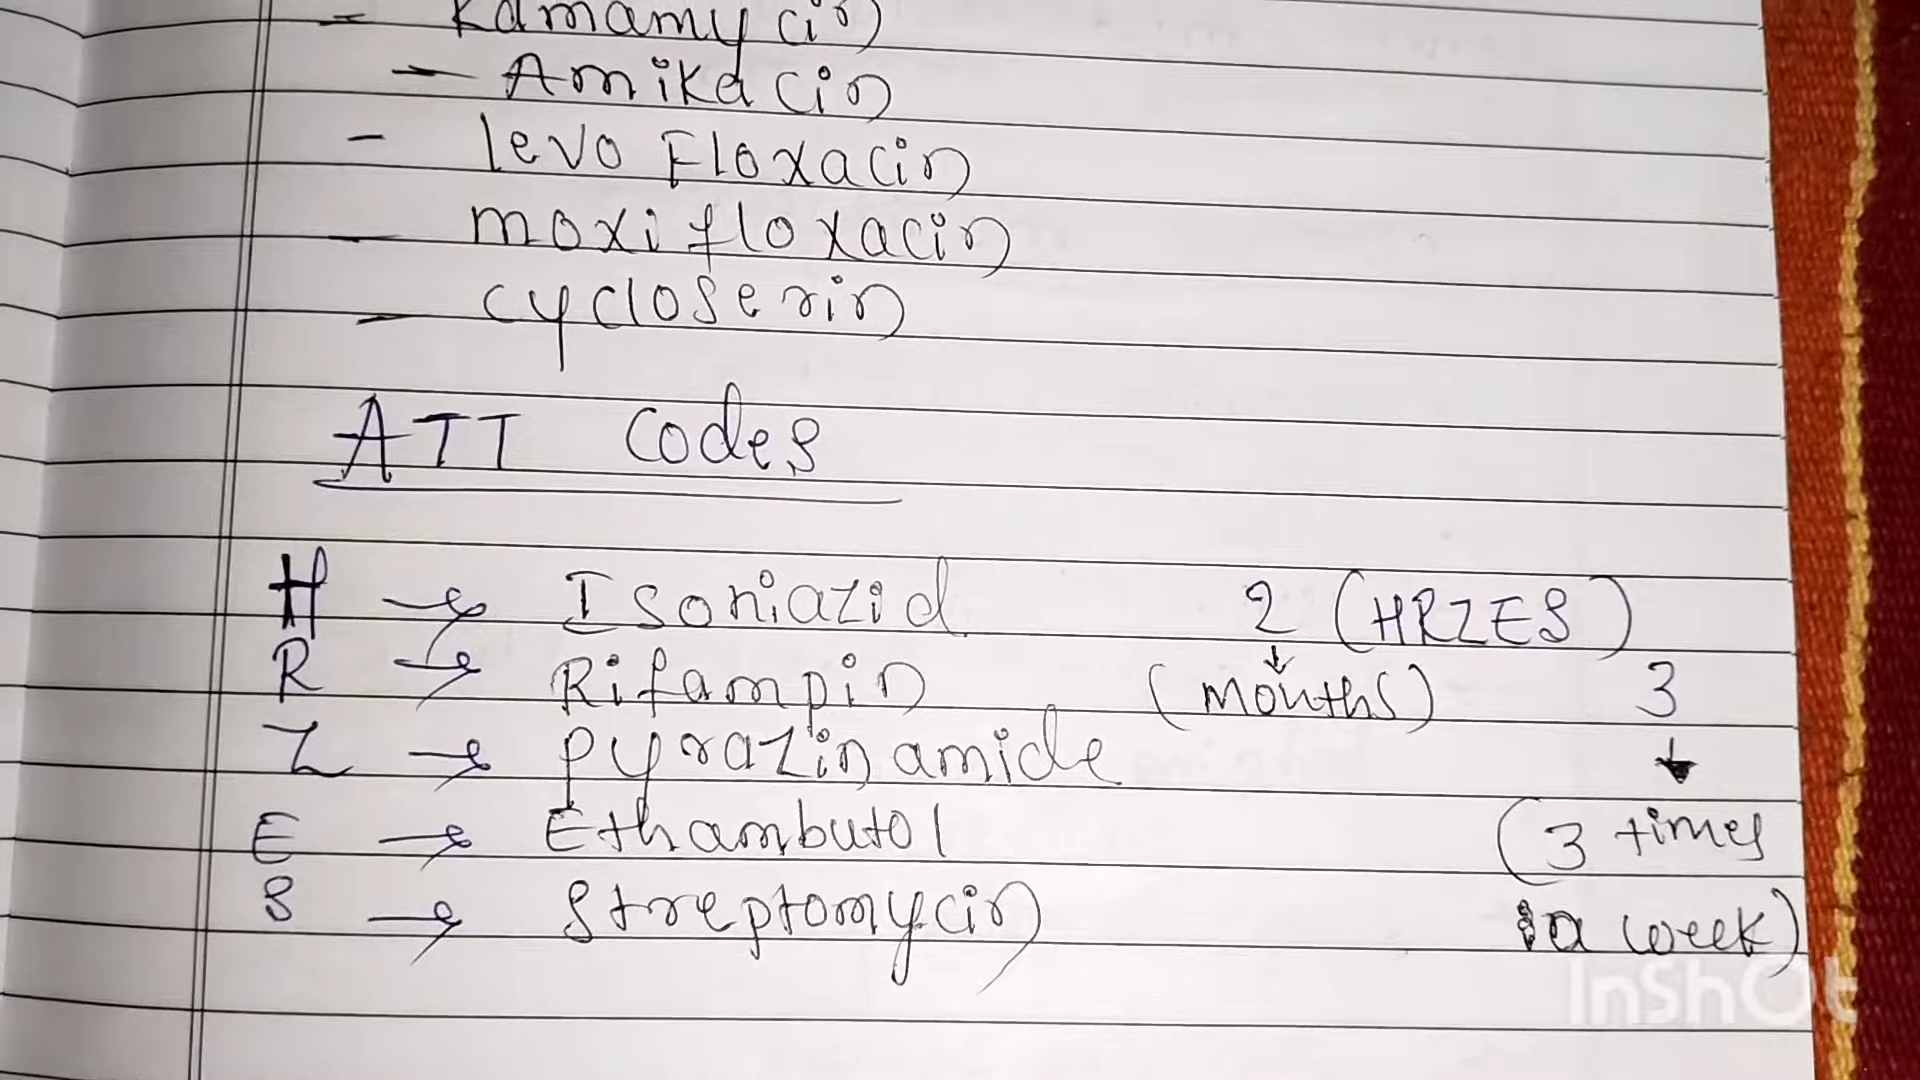 - Kanamycin
- Amikacin
- levo Floxacin
- moxifloxacin
- cycloserin
ATT Codes
H → Isoniazid 2 (HRZES) 3
R → Rifampin (months) (3 times in a week)
Z → pyrazinamide
E → Ethambutol
S → Streptomycin
InShOt